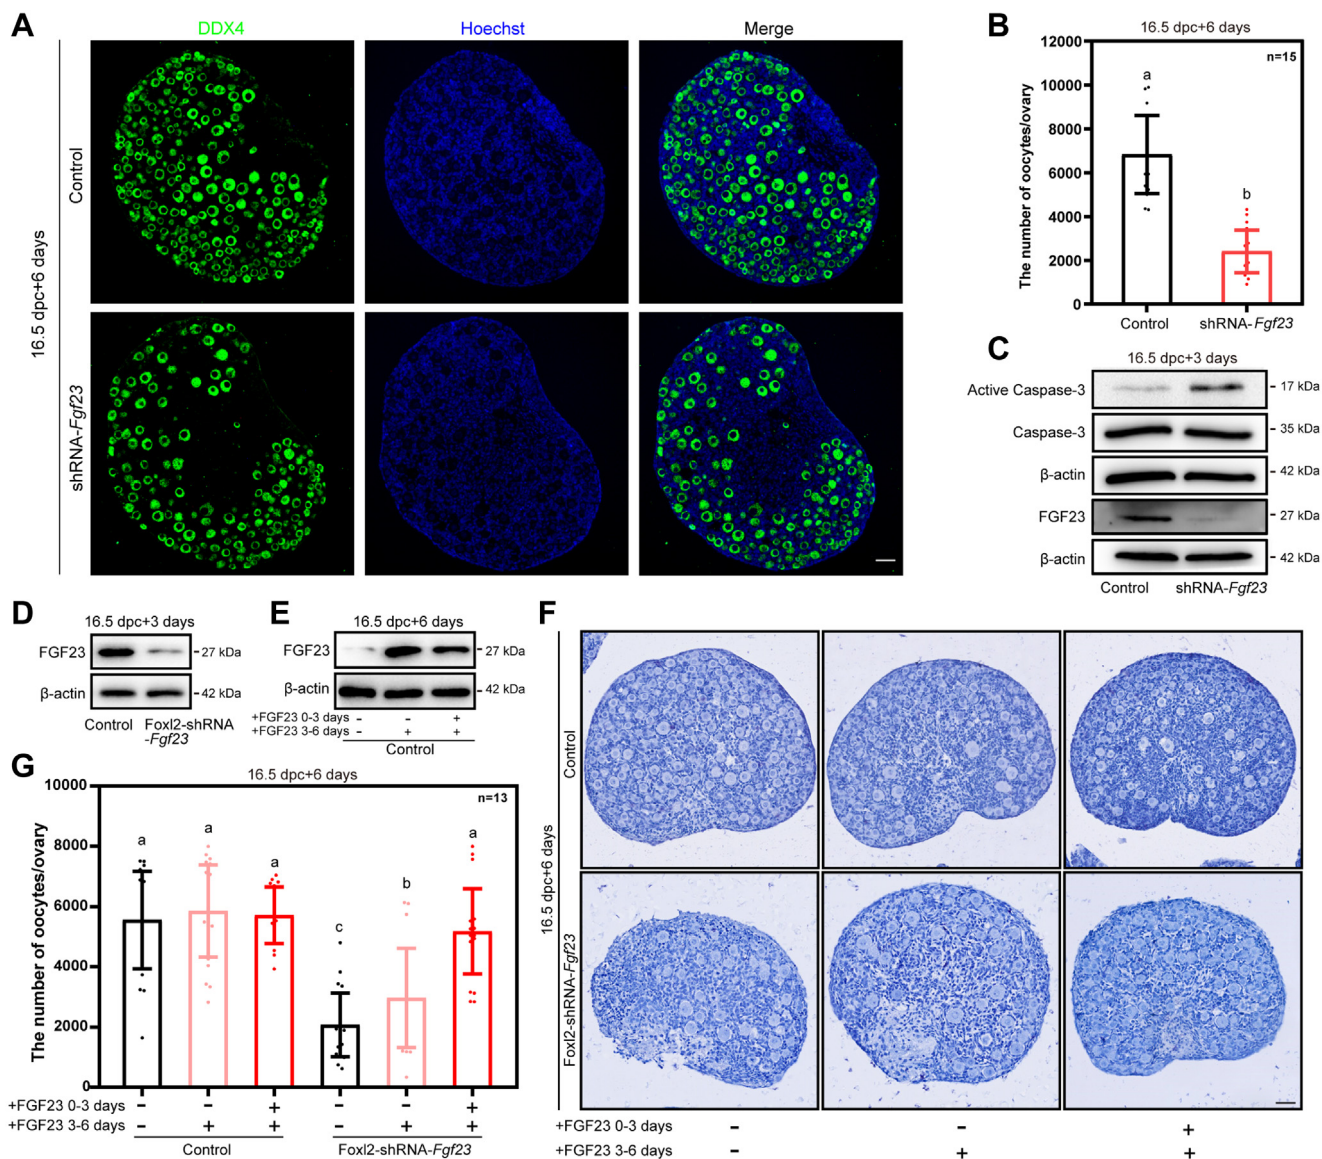 A
DDX4 Hoechst Merge
16.5 dpc+6 days
Control
shRNA-Fgf23
B
16.5 dpc+6 days
n=15
The number of oocytes/ovary
12000
10000
8000
6000
4000
2000
0
a
b
Control shRNA-Fgf23
C
16.5 dpc+3 days
Active Caspase-3 17 kDa
Caspase-3 35 kDa
β-actin 42 kDa
FGF23 27 kDa
β-actin 42 kDa
Control shRNA-Fgf23
D
16.5 dpc+3 days
FGF23 27 kDa
β-actin 42 kDa
Control Foxl2-shRNA
-Fgf23
E
16.5 dpc+6 days
FGF23 27 kDa
β-actin 42 kDa
+FGF23 0-3 days - - +
+FGF23 3-6 days - + +
Control
F
16.5 dpc+6 days
Control
Foxl2-shRNA-Fgf23
+FGF23 0-3 days - - +
+FGF23 3-6 days - + +
G
16.5 dpc+6 days
n=13
The number of oocytes/ovary
10000
8000
6000
4000
2000
0
a a a c b a
+FGF23 0-3 days - - + - - +
+FGF23 3-6 days - + + - + +
Control Foxl2-shRNA-Fgf23